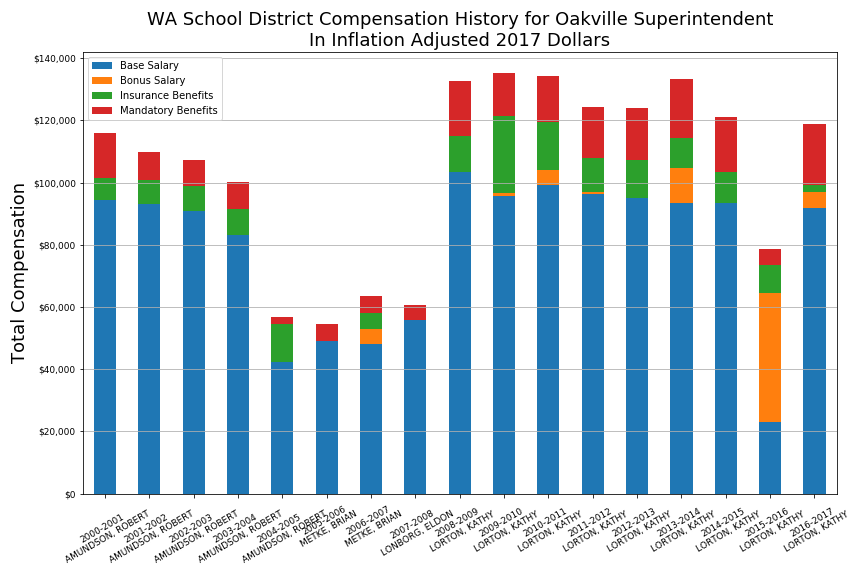 WA School District Compensation History for Oakville Superintendent
In Inflation Adjusted 2017 Dollars
Total Compensation
$140,000
$120,000
$100,000
$80,000
$60,000
$40,000
$20,000
$0
Base Salary
Bonus Salary
Insurance Benefits
Mandatory Benefits
2000-2001
AMUNDSON, ROBERT
2001-2002
AMUNDSON, ROBERT
2002-2003
AMUNDSON, ROBERT
2003-2004
AMUNDSON, ROBERT
2004-2005
AMUNDSON, ROBERT
2005-2006
METKE, BRIAN
2006-2007
METKE, BRIAN
2007-2008
LONBORG, ELDON
2008-2009
LORTON, KATHY
2009-2010
LORTON, KATHY
2010-2011
LORTON, KATHY
2011-2012
LORTON, KATHY
2012-2013
LORTON, KATHY
2013-2014
LORTON, KATHY
2014-2015
LORTON, KATHY
2015-2016
LORTON, KATHY
2016-2017
LORTON, KATHY